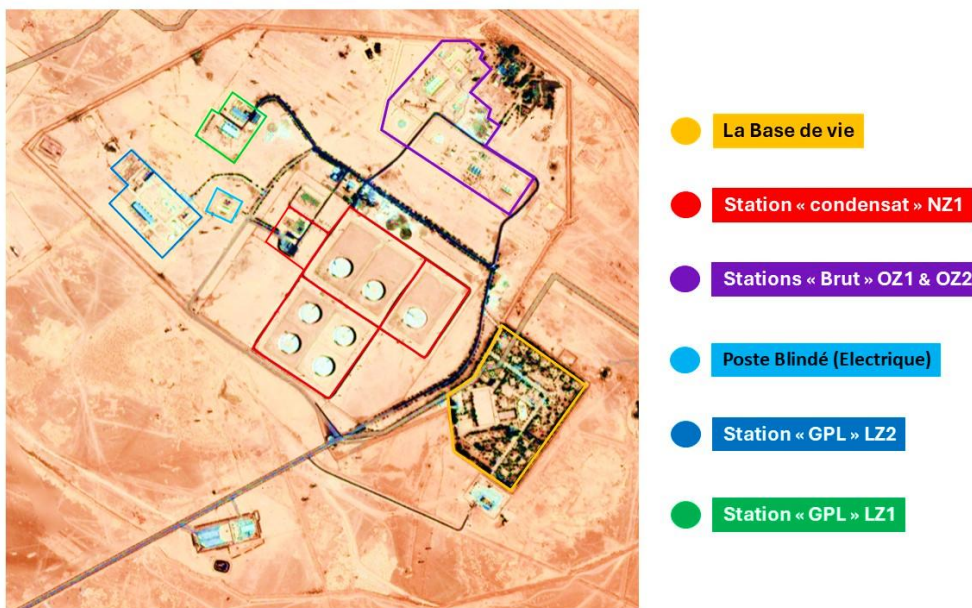 La Base de vie
Station « condensat » NZ1
Stations « Brut » OZ1 & OZ2
Poste Blindé (Electrique)
Station « GPL » LZ2
Station « GPL » LZ1